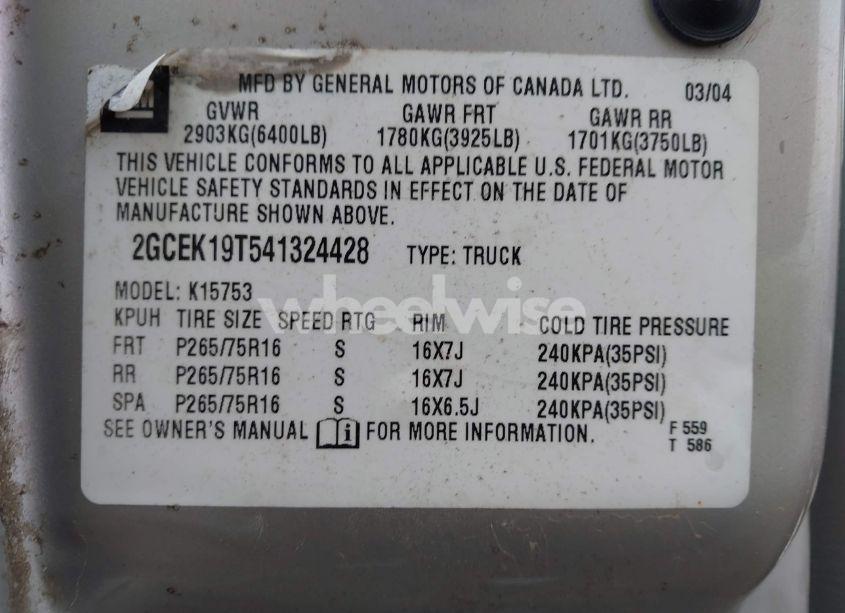 MFD BY GENERAL MOTORS OF CANADA LTD. 03/04
GVWR GAWR FRT GAWR RR
2903KG(6400LB) 1780KG(3925LB) 1701KG(3750LB)
THIS VEHICLE CONFORMS TO ALL APPLICABLE U.S. FEDERAL MOTOR
VEHICLE SAFETY STANDARDS IN EFFECT ON THE DATE OF
MANUFACTURE SHOWN ABOVE.
2GCEK19T541324428 TYPE: TRUCK
MODEL: K15753
wheelwise
KPUH TIRE SIZE SPEED RTG RIM COLD TIRE PRESSURE
FRT P265/75R16 S 16X7J 240KPA(35PSI)
RR P265/75R16 S 16X7J 240KPA(35PSI)
SPA P265/75R16 S 16X6.5J 240KPA(35PSI)
SEE OWNER'S MANUAL i FOR MORE INFORMATION. F 559
T 586